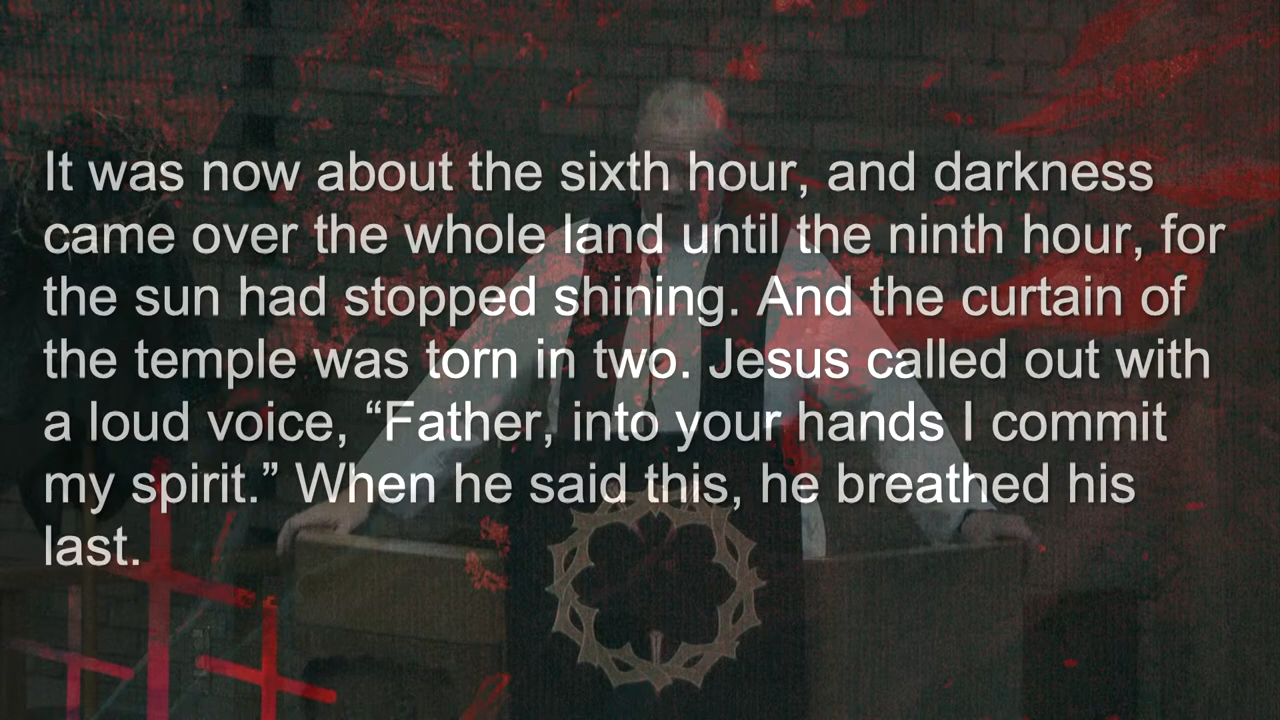 It was now about the sixth hour, and darkness
came over the whole land until the ninth hour, for
the sun had stopped shining. And the curtain of
the temple was torn in two. Jesus called out with
a loud voice, “Father, into your hands I commit
my spirit.” When he said this, he breathed his
last.